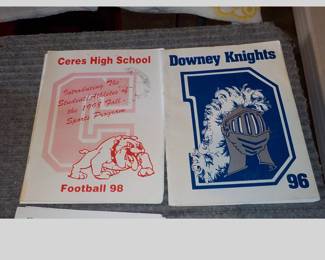 Ceres High School
Introducing The
Student Athletes of
the 1998 Fall
Sports Program
Football 98
Downey Knights
96